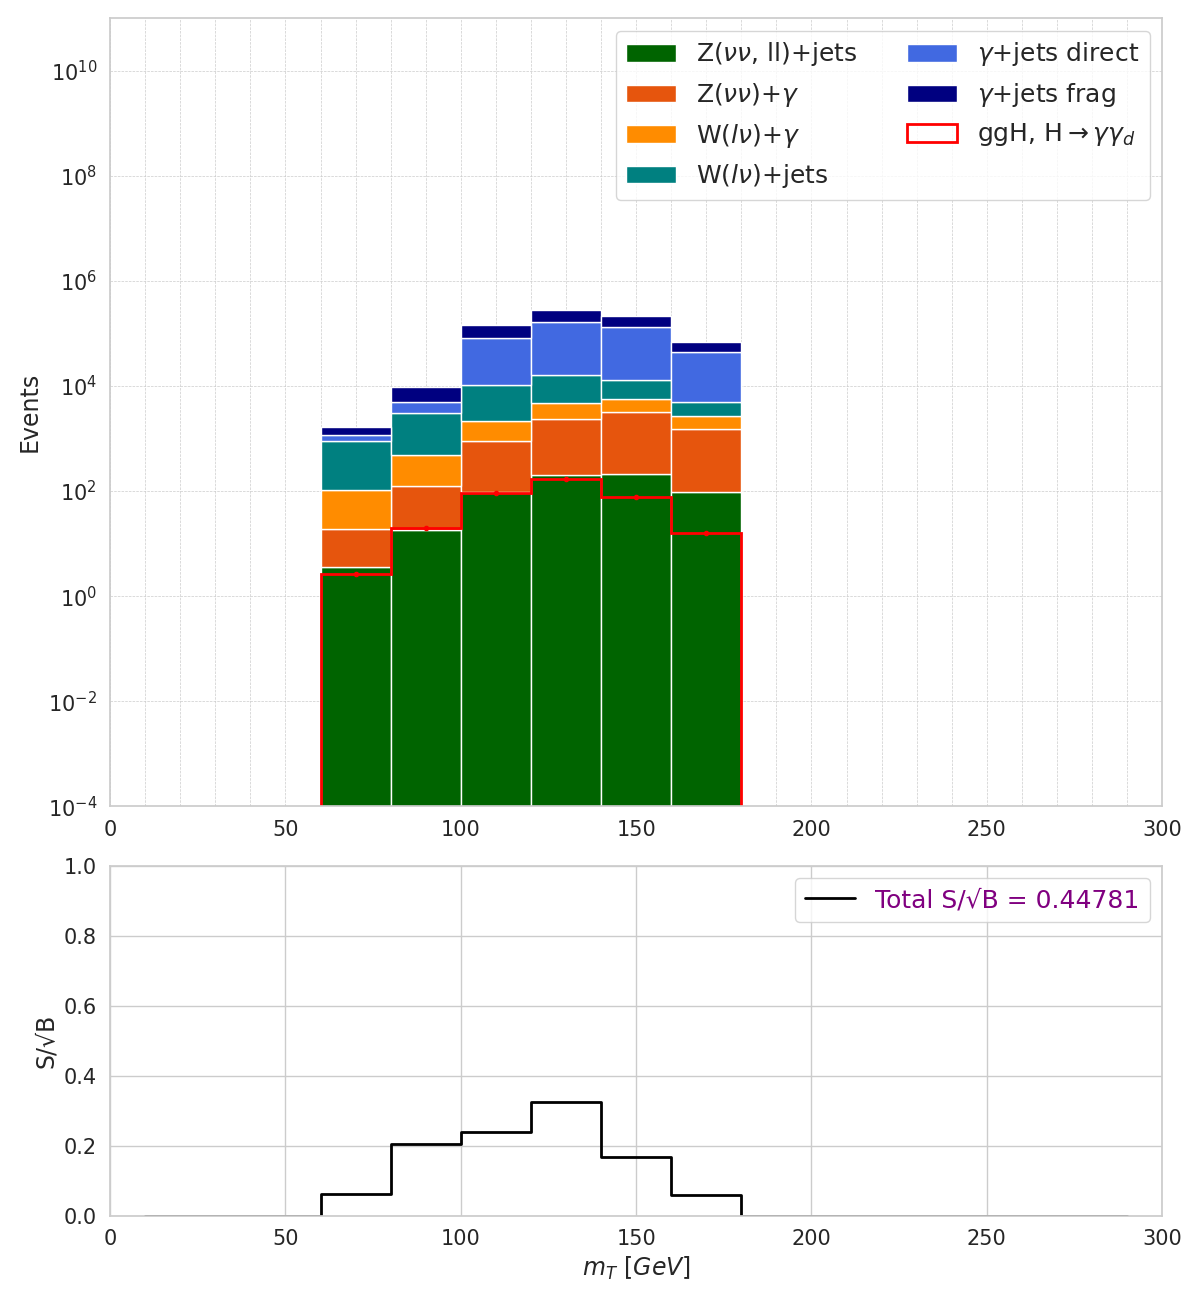 Z(νν, ll)+jets
Z(νν)+γ
W(lν)+γ
W(lν)+jets
γ+jets direct
γ+jets frag
ggH, H→γγ_d
Events
10^10
10^8
10^6
10^4
10^2
10^0
10^−2
10^−4
0 50 100 150 200 250 300
Total S/√B = 0.44781
S/√B
1.0
0.8
0.6
0.4
0.2
0.0
0 50 100 150 200 250 300
m_T [GeV]